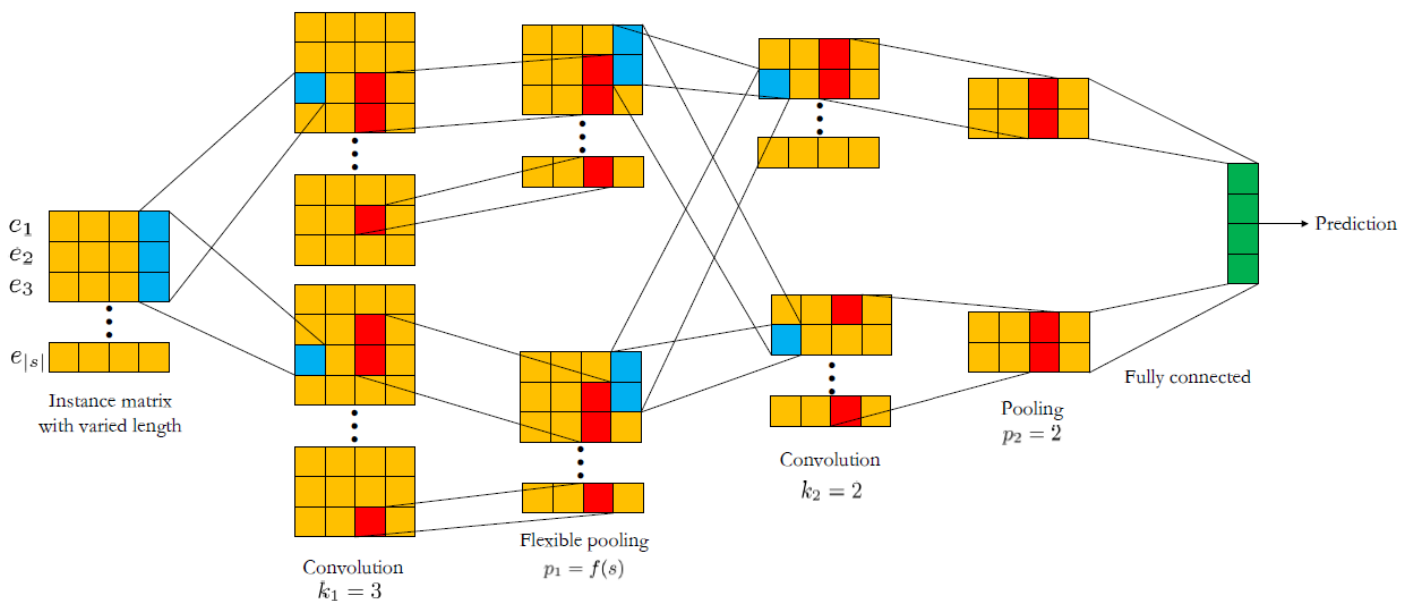 e₁
e₂
e₃
e|s|
Instance matrix
with varied length
Convolution
k₁ = 3
Flexible pooling
p₁ = f(s)
Convolution
k₂ = 2
Pooling
p₂ = 2
Fully connected
Prediction